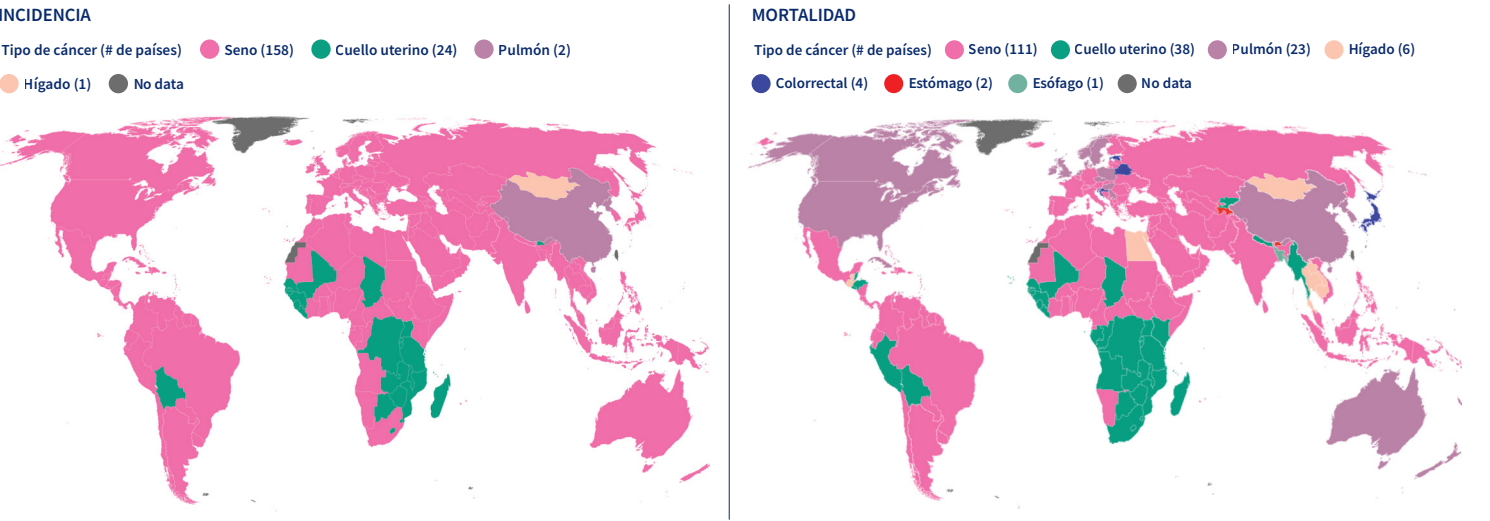 INCIDENCIA
Tipo de cáncer (# de países) Seno (158) Cuello uterino (24) Pulmón (2)
Hígado (1) No data
MORTALIDAD
Tipo de cáncer (# de países) Seno (111) Cuello uterino (38) Pulmón (23) Hígado (6)
Colorrectal (4) Estómago (2) Esófago (1) No data